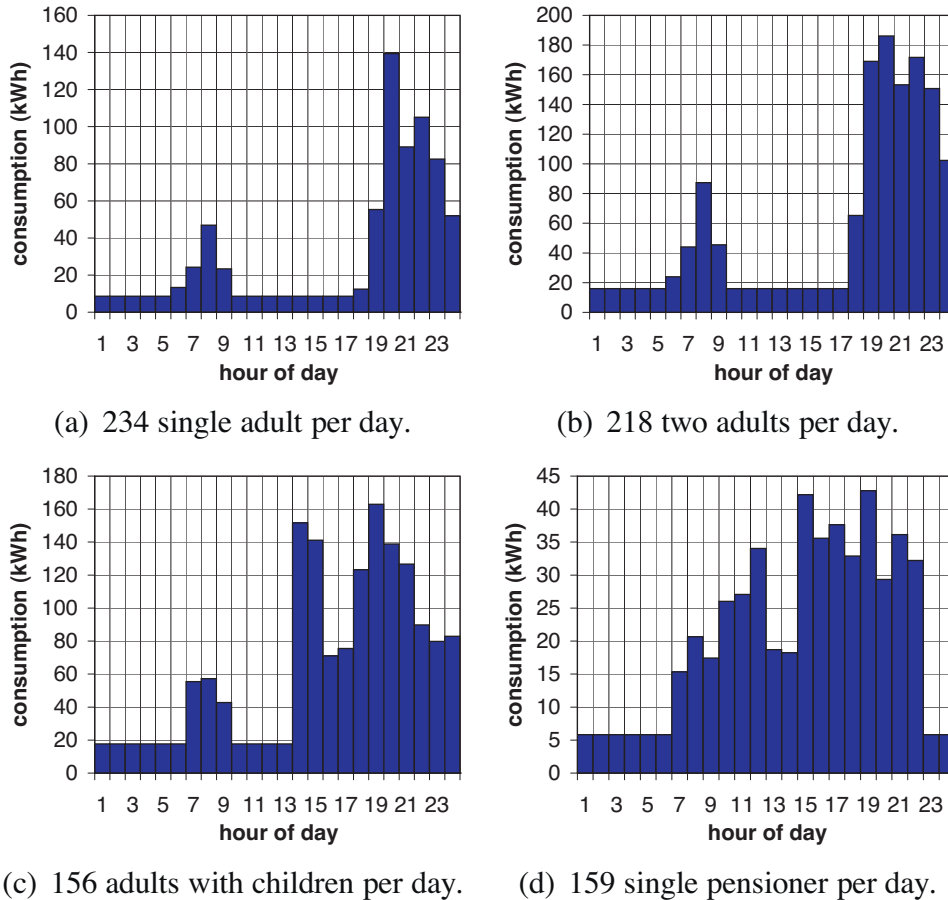 160
140
120
100
80
60
40
20
0
consumption (kWh)
1 3 5 7 9 11 13 15 17 19 21 23
hour of day
(a) 234 single adult per day.
200
180
160
140
120
100
80
60
40
20
0
consumption (kWh)
1 3 5 7 9 11 13 15 17 19 21 23
hour of day
(b) 218 two adults per day.
180
160
140
120
100
80
60
40
20
0
consumption (kWh)
1 3 5 7 9 11 13 15 17 19 21 23
hour of day
(c) 156 adults with children per day.
45
40
35
30
25
20
15
10
5
0
consumption (kWh)
1 3 5 7 9 11 13 15 17 19 21 23
hour of day
(d) 159 single pensioner per day.